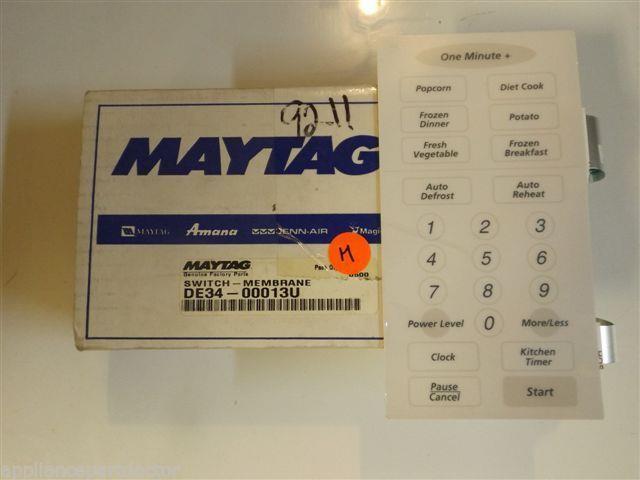 92-11
MAYTAG
MAYTAG Amana JENN-AIR Magic
M
MAYTAG
Genuine Factory Parts
SWITCH-MEMBRANE
DE34-00013U
One Minute +
Popcorn Diet Cook
Frozen Dinner Potato
Fresh Vegetable Frozen Breakfast
Auto Defrost Auto Reheat
1 2 3
4 5 6
7 8 9
Power Level 0 More/Less
Clock Kitchen Timer
Pause Cancel Start
appliancepartdoctor